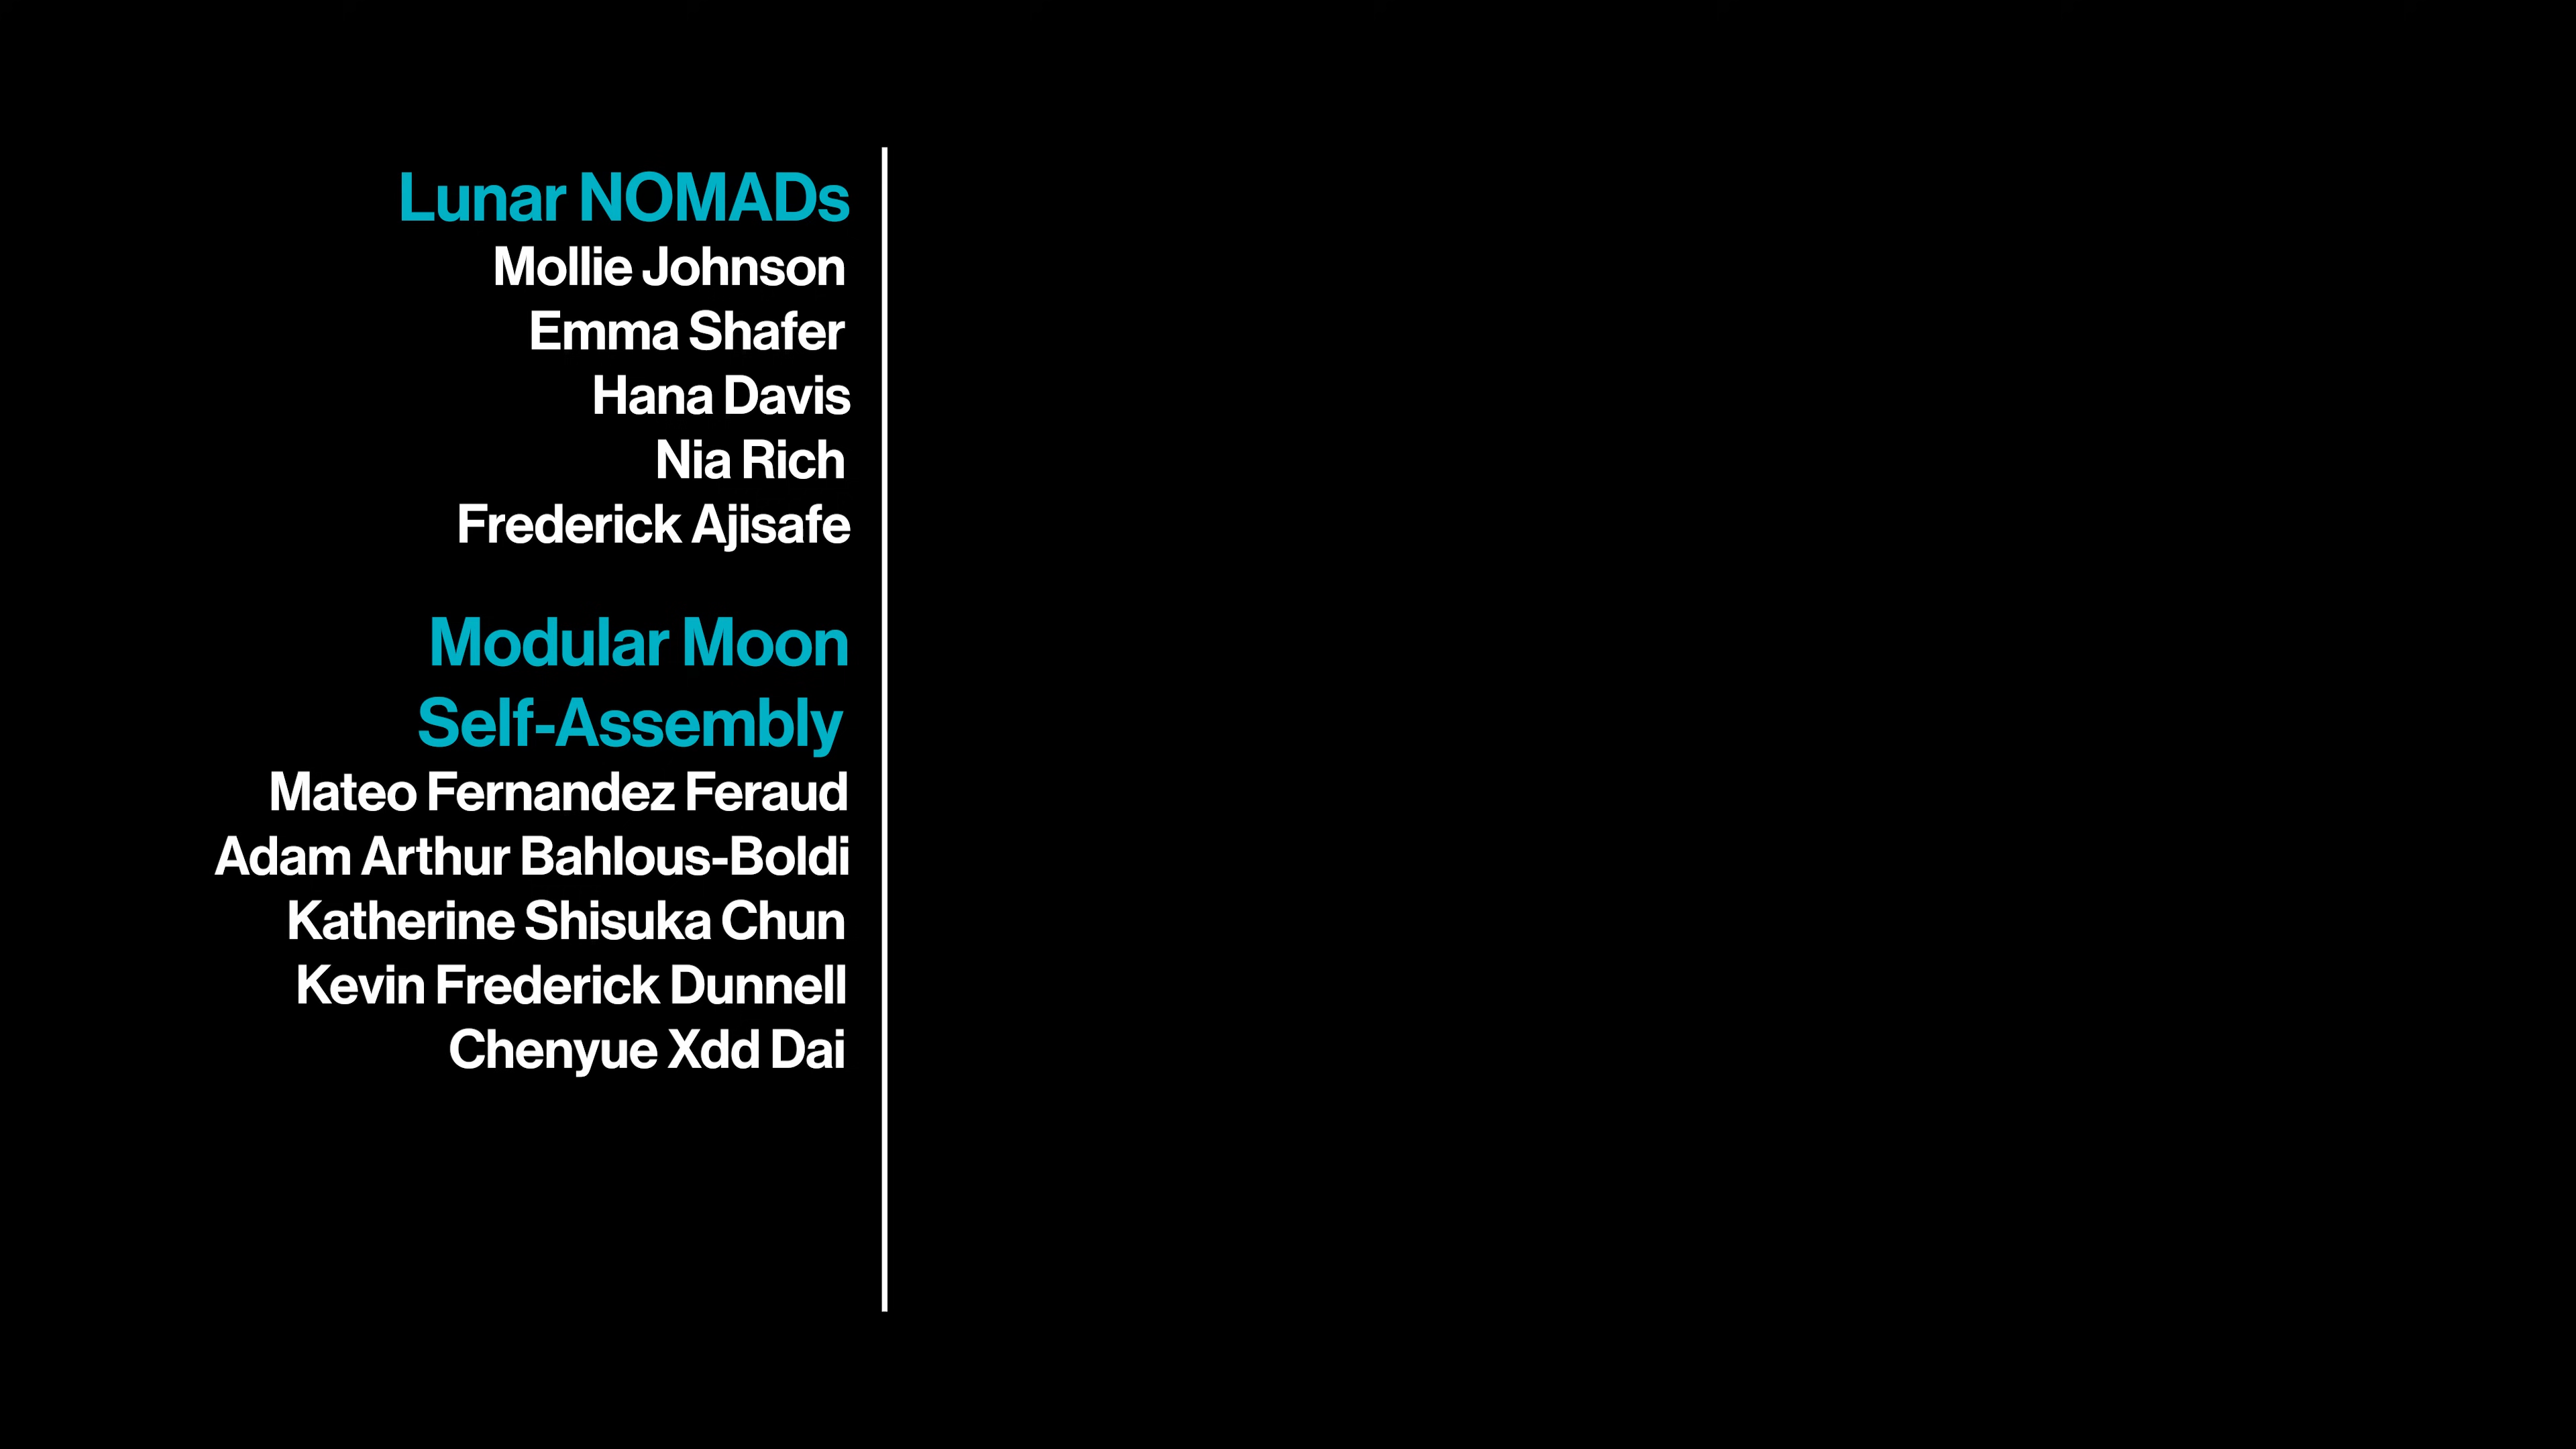 Lunar NOMADs
Mollie Johnson
Emma Shafer
Hana Davis
Nia Rich
Frederick Ajisafe
Modular Moon
Self-Assembly
Mateo Fernandez Feraud
Adam Arthur Bahlous-Boldi
Katherine Shisuka Chun
Kevin Frederick Dunnell
Chenyue Xdd Dai